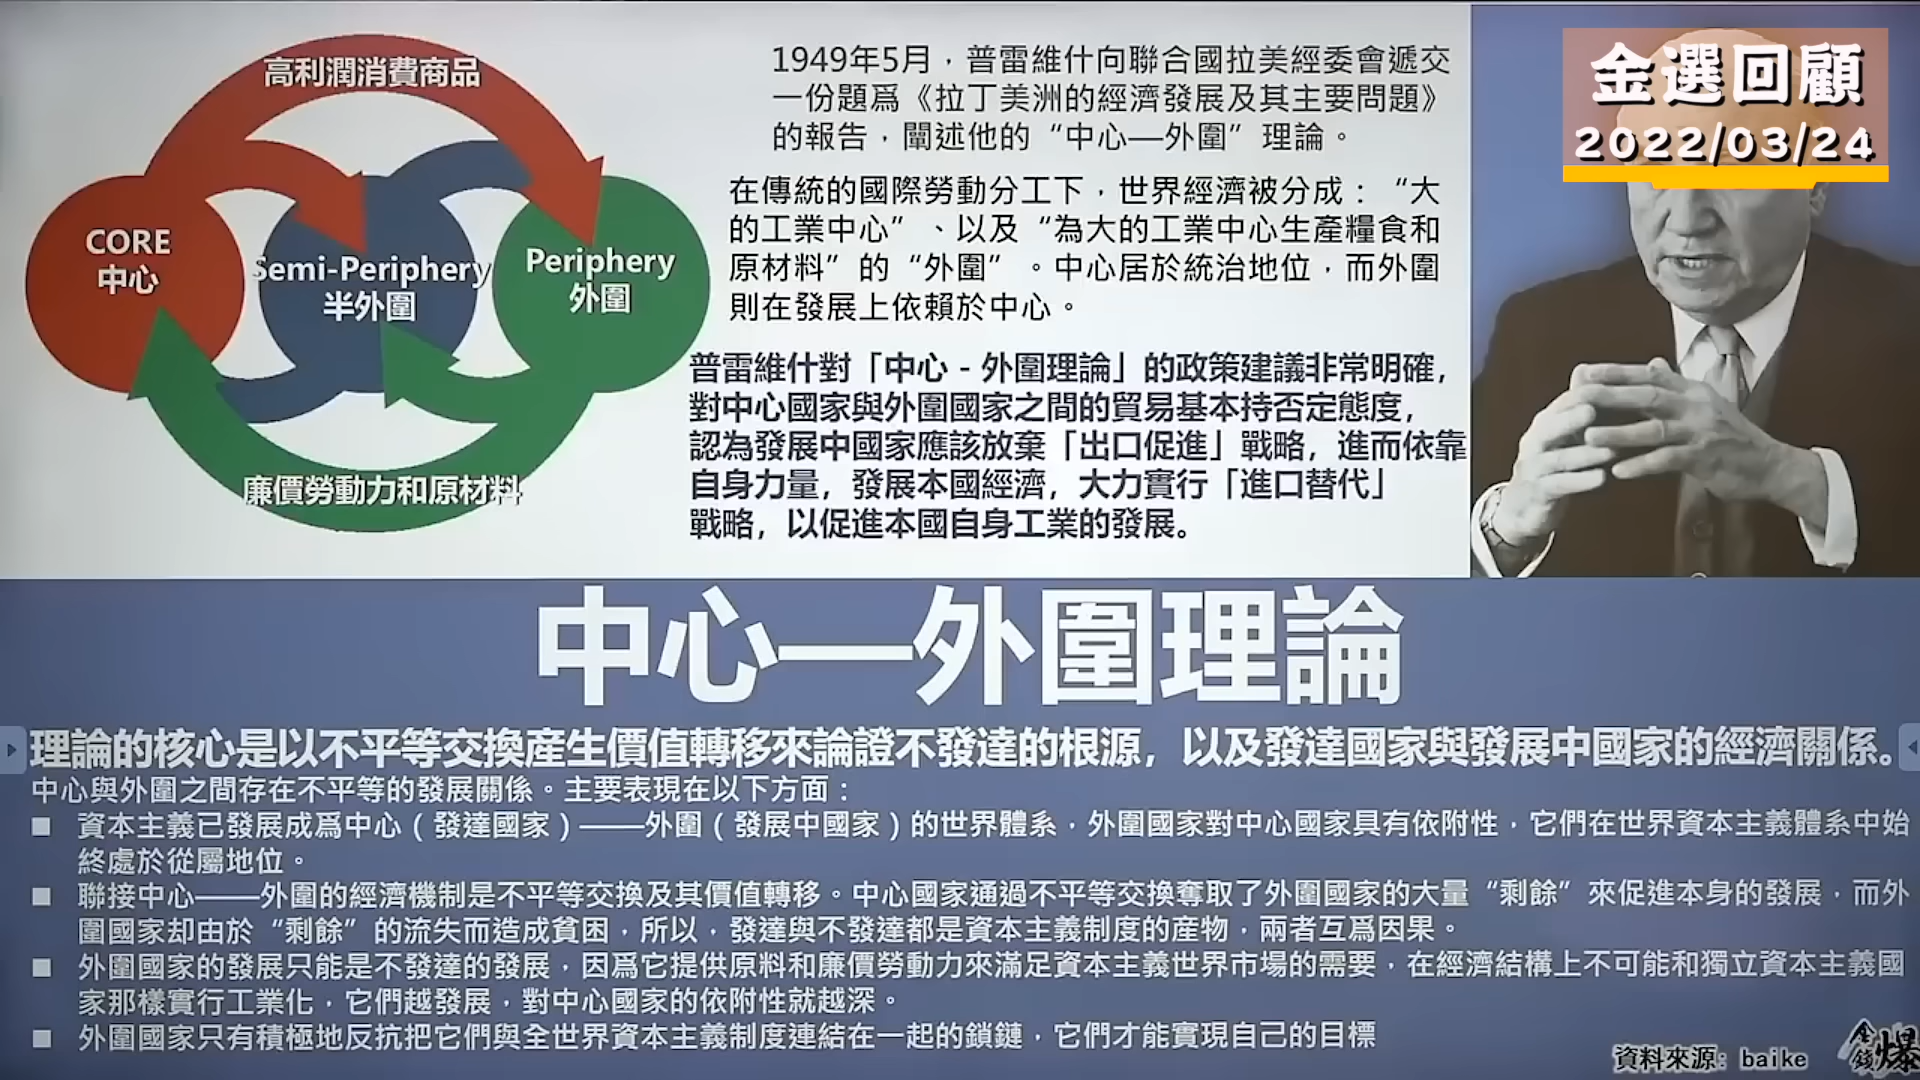 高利潤消費商品
CORE
中心
Semi-Periphery
半外圍
Periphery
外圍
廉價勞動力和原材料
1949年5月，普雷維什向聯合國拉美經委會遞交
一份題爲《拉丁美洲的經濟發展及其主要問題》
的報告，闡述他的“中心—外圍”理論。
在傳統的國際勞動分工下，世界經濟被分成：“大
的工業中心”、以及“為大的工業中心生產糧食和
原材料”的“外圍”。中心居於統治地位，而外圍
則在發展上依賴於中心。
普雷維什對「中心－外圍理論」的政策建議非常明確，
對中心國家與外圍國家之間的貿易基本持否定態度，
認為發展中國家應該放棄「出口促進」戰略，進而依靠
自身力量，發展本國經濟，大力實行「進口替代」
戰略，以促進本國自身工業的發展。
金選回顧
2022/03/24
中心—外圍理論
理論的核心是以不平等交換產生價值轉移來論證不發達的根源，以及發達國家與發展中國家的經濟關係。
中心與外圍之間存在不平等的發展關係。主要表現在以下方面：
■ 資本主義已發展成爲中心（發達國家）——外圍（發展中國家）的世界體系，外圍國家對中心國家具有依附性，它們在世界資本主義體系中始
終處於從屬地位。
■ 聯接中心——外圍的經濟機制是不平等交換及其價值轉移。中心國家通過不平等交換奪取了外圍國家的大量“剩餘”來促進本身的發展，而外
圍國家却由於“剩餘”的流失而造成貧困，所以，發達與不發達都是資本主義制度的產物，兩者互爲因果。
■ 外圍國家的發展只能是不發達的發展，因爲它提供原料和廉價勞動力來滿足資本主義世界市場的需要，在經濟結構上不可能和獨立資本主義國
家那樣實行工業化，它們越發展，對中心國家的依附性就越深。
■ 外圍國家只有積極地反抗把它們與全世界資本主義制度連結在一起的鎖鏈，它們才能實現自己的目標
資料來源：baike
金錢爆